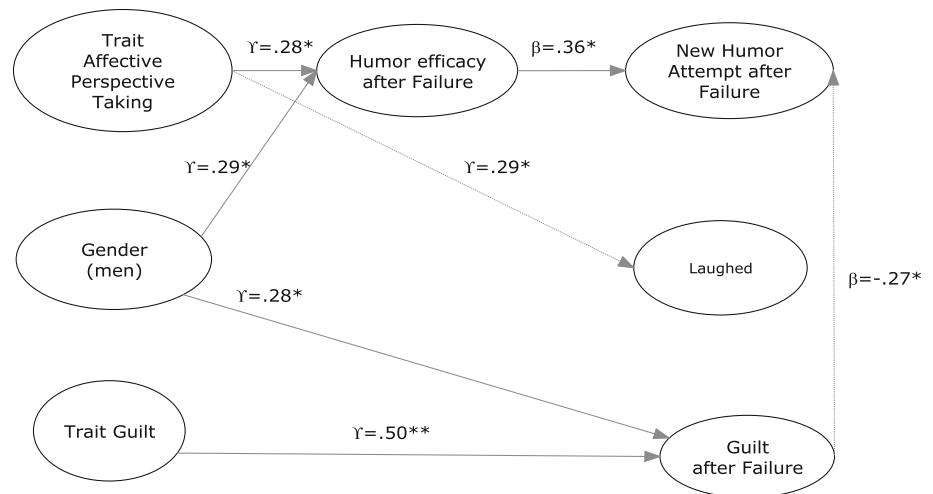 Trait
Affective
Perspective
Taking
ϒ=.28*
Humor efficacy
after Failure
β=.36*
New Humor
Attempt after
Failure
ϒ=.29*
ϒ=.29*
Gender
(men)
Laughed
ϒ=.28*
β=-.27*
Trait Guilt
ϒ=.50**
Guilt
after Failure